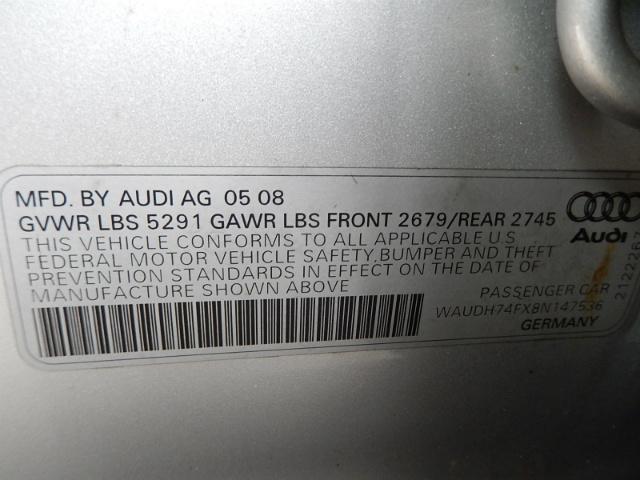 MFD. BY AUDI AG 05 08
GVWR LBS 5291 GAWR LBS FRONT 2679/REAR 2745
THIS VEHICLE CONFORMS TO ALL APPLICABLE U.S
FEDERAL MOTOR VEHICLE SAFETY, BUMPER AND THEFT
PREVENTION STANDARDS IN EFFECT ON THE DATE OF
MANUFACTURE SHOWN ABOVE
Audi
PASSENGER CAR
WAUDH74FX8N147536
GERMANY